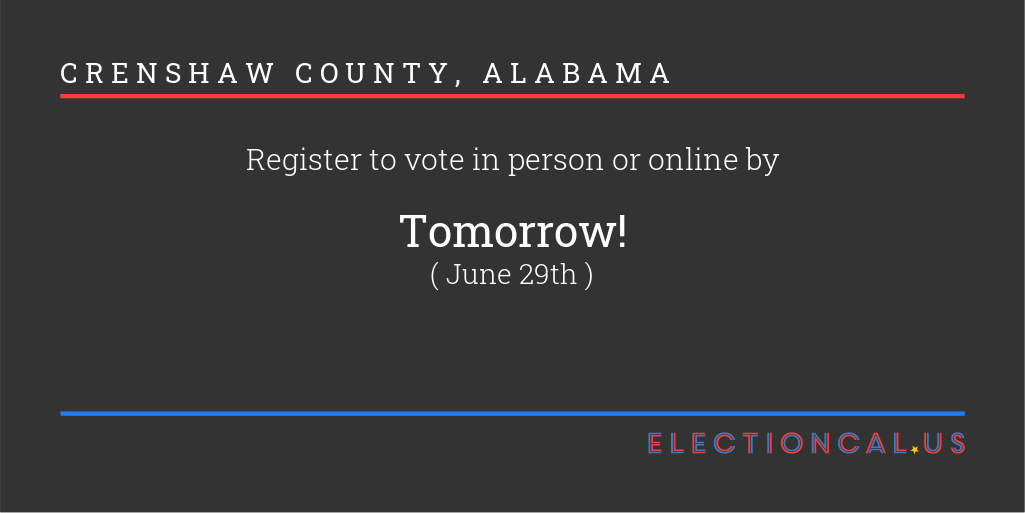 CRENSHAW COUNTY, ALABAMA
Register to vote in person or online by
Tomorrow!
( June 29th )
ELECTIONCAL.US